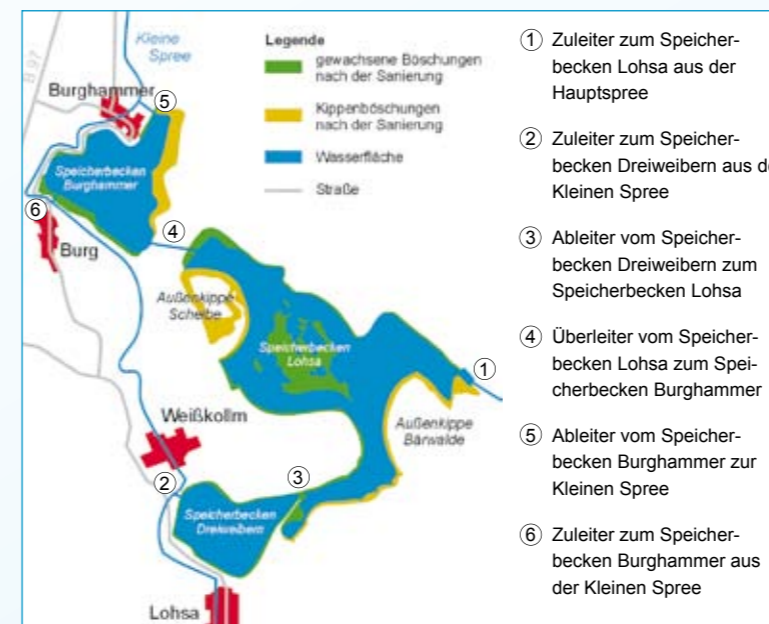 Kleine
Spree
B 97
Burghammer
5
Speicherbecken
Burghammer
6
Burg
4
Legende
gewachsene Böschungen
nach der Sanierung
Kippenböschungen
nach der Sanierung
Wasserfläche
Straße
Außenkippe
Scheibe
Speicherbecken
Lohsa
1
Außenkippe
Bärwalde
Weißkollm
2
3
Speicherbecken
Dreiweibern
Lohsa
1 Zuleiter zum Speicher-
becken Lohsa aus der
Hauptspree
2 Zuleiter zum Speicher-
becken Dreiweibern aus de
Kleinen Spree
3 Ableiter vom Speicher-
becken Dreiweibern zum
Speicherbecken Lohsa
4 Überleiter vom Speicher-
becken Lohsa zum Spei-
cherbecken Burghammer
5 Ableiter vom Speicher-
becken Burghammer zur
Kleinen Spree
6 Zuleiter zum Speicher-
becken Burghammer aus
der Kleinen Spree